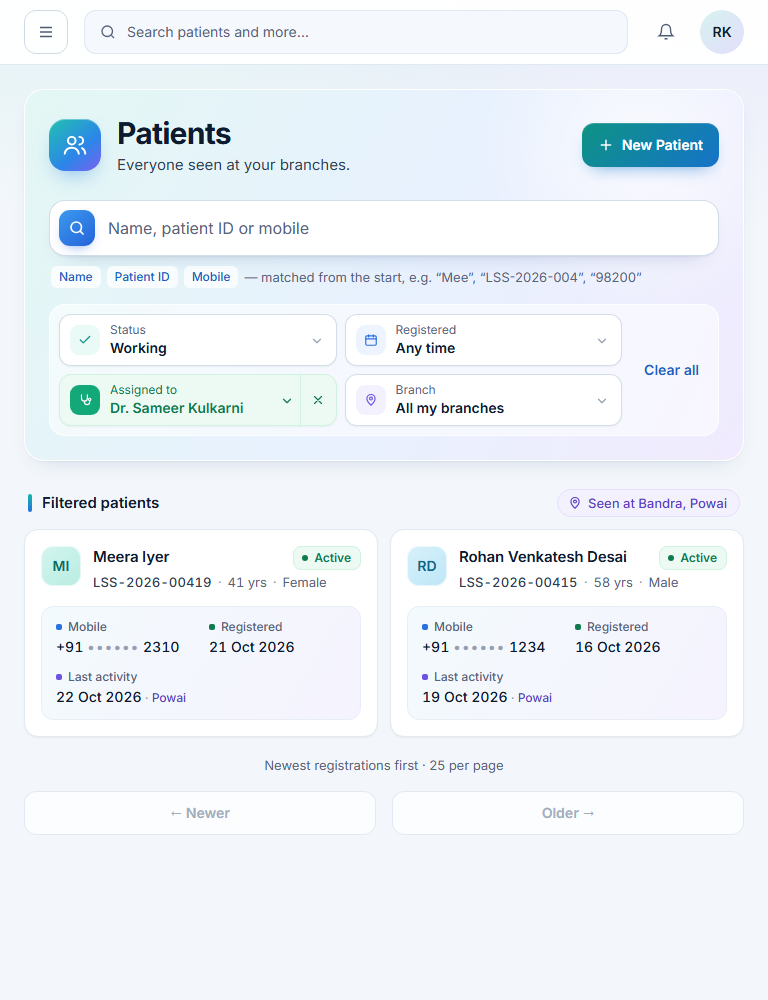 Search patients and more...
RK
Patients
Everyone seen at your branches.
+ New Patient
Name, patient ID or mobile
Name Patient ID Mobile — matched from the start, e.g. “Mee”, “LSS-2026-004”, “98200”
Status
Working
Registered
Any time
Clear all
Assigned to
Dr. Sameer Kulkarni
Branch
All my branches
Filtered patients
Seen at Bandra, Powai
MI
Meera Iyer
Active
LSS-2026-00419 · 41 yrs · Female
Mobile
+91 •••••• 2310
Registered
21 Oct 2026
Last activity
22 Oct 2026 · Powai
RD
Rohan Venkatesh Desai
Active
LSS-2026-00415 · 58 yrs · Male
Mobile
+91 •••••• 1234
Registered
16 Oct 2026
Last activity
19 Oct 2026 · Powai
Newest registrations first · 25 per page
← Newer
Older →